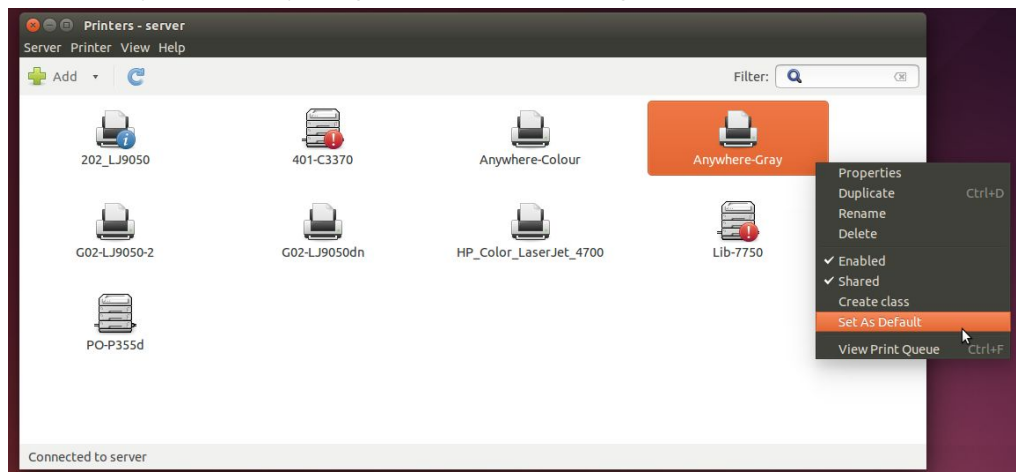 Printers - server
Server Printer View Help
Add
Filter:
202_LJ9050
401-C3370
Anywhere-Colour
Anywhere-Gray
G02-LJ9050-2
G02-LJ9050dn
HP_Color_LaserJet_4700
Lib-7750
PO-P355d
Properties
Duplicate Ctrl+D
Rename
Delete
✔ Enabled
✔ Shared
Create class
Set As Default
View Print Queue Ctrl+F
Connected to server